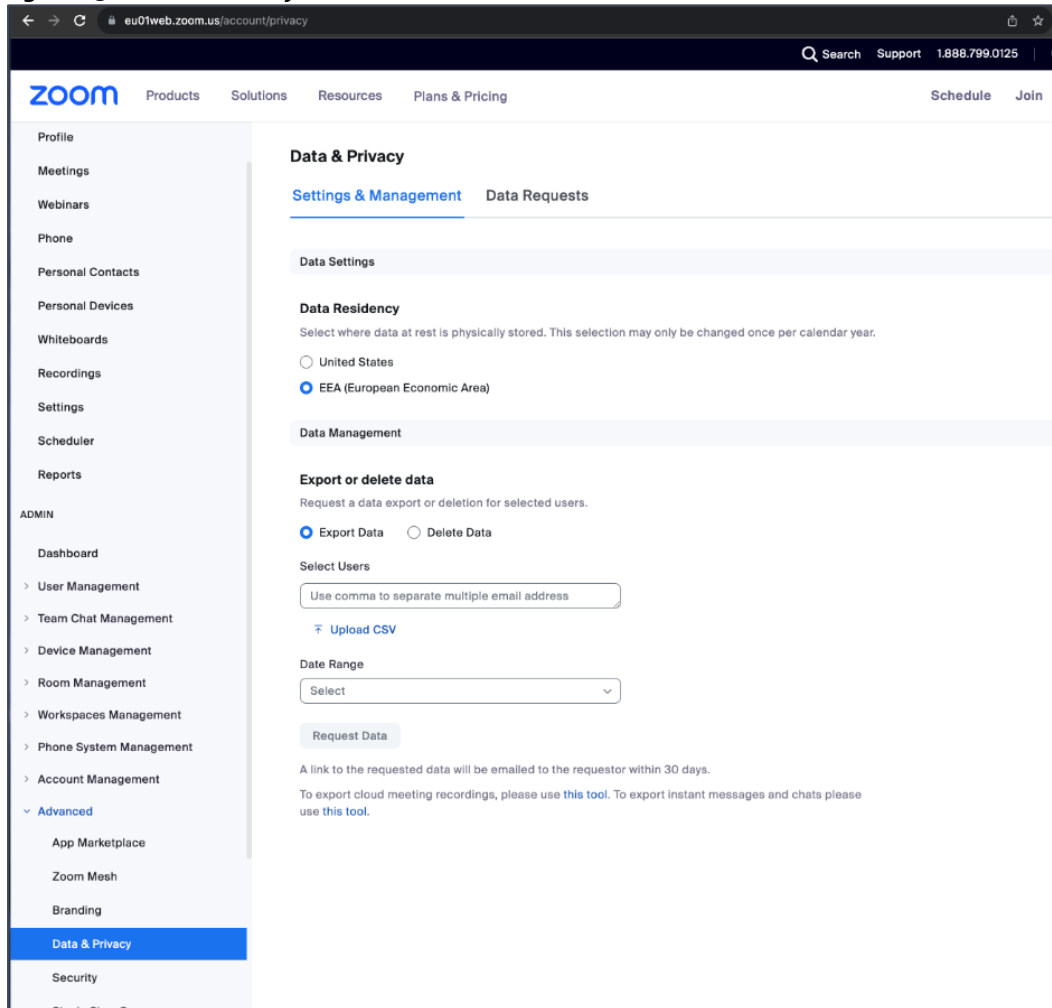 eu01web.zoom.us/account/privacy
Search Support 1.888.799.0125
zoom Products Solutions Resources Plans & Pricing Schedule Join
Profile
Meetings
Webinars
Phone
Personal Contacts
Personal Devices
Whiteboards
Recordings
Settings
Scheduler
Reports
ADMIN
Dashboard
User Management
Team Chat Management
Device Management
Room Management
Workspaces Management
Phone System Management
Account Management
Advanced
App Marketplace
Zoom Mesh
Branding
Data & Privacy
Security
Data & Privacy
Settings & Management Data Requests
Data Settings
Data Residency
Select where data at rest is physically stored. This selection may only be changed once per calendar year.
United States
EEA (European Economic Area)
Data Management
Export or delete data
Request a data export or deletion for selected users.
Export Data Delete Data
Select Users
Use comma to separate multiple email address
Upload CSV
Date Range
Select
Request Data
A link to the requested data will be emailed to the requestor within 30 days.
To export cloud meeting recordings, please use this tool. To export instant messages and chats please
use this tool.